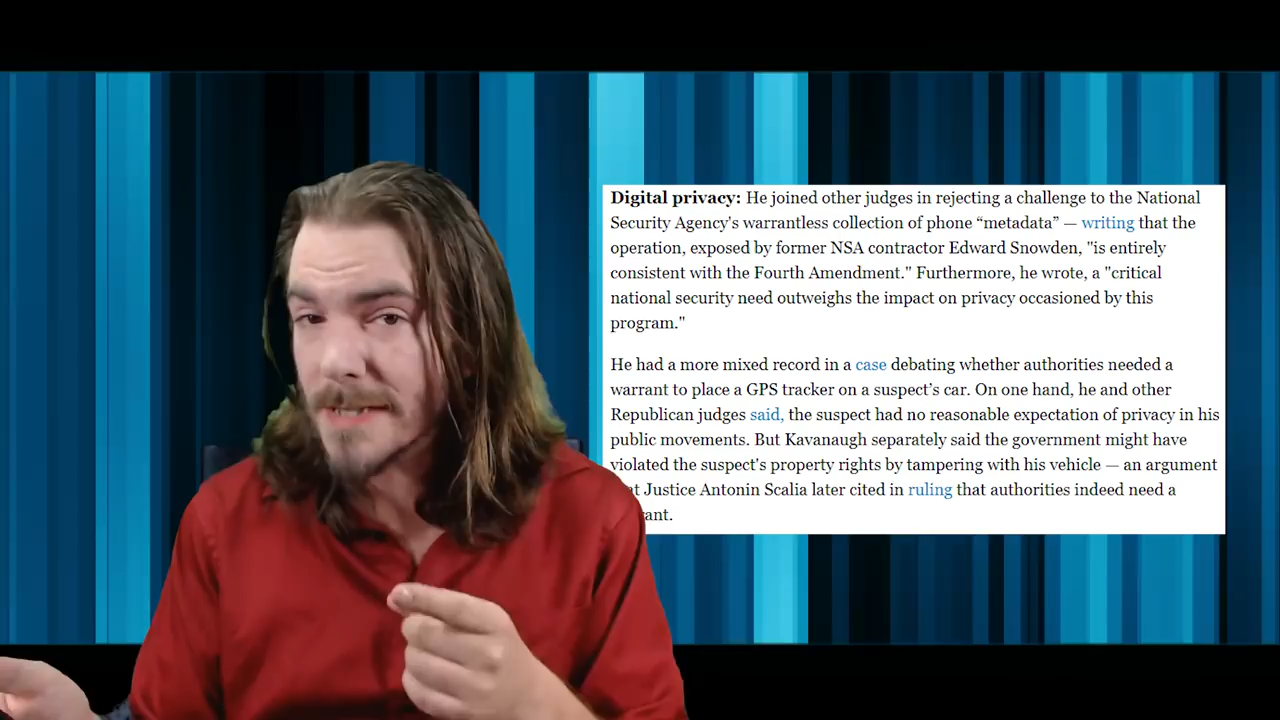 Digital privacy: He joined other judges in rejecting a challenge to the National
Security Agency's warrantless collection of phone “metadata” — writing that the
operation, exposed by former NSA contractor Edward Snowden, "is entirely
consistent with the Fourth Amendment." Furthermore, he wrote, a "critical
national security need outweighs the impact on privacy occasioned by this
program."
He had a more mixed record in a case debating whether authorities needed a
warrant to place a GPS tracker on a suspect’s car. On one hand, he and other
Republican judges said, the suspect had no reasonable expectation of privacy in his
public movements. But Kavanaugh separately said the government might have
violated the suspect's property rights by tampering with his vehicle — an argument
Justice Antonin Scalia later cited in ruling that authorities indeed need a